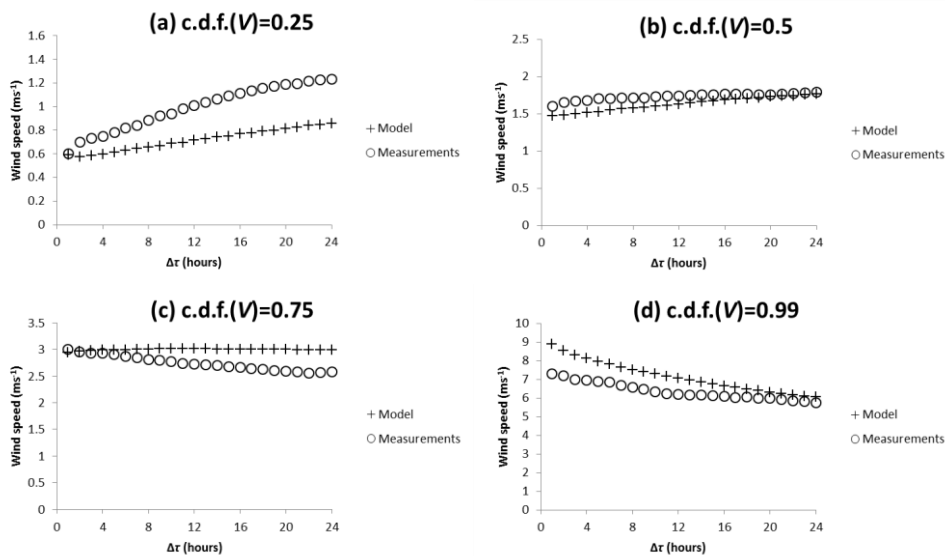 (a) c.d.f.(V)=0.25
1.4
1.2
1
0.8
0.6
0.4
0.2
0
Wind speed (ms-1)
0 4 8 12 16 20 24
Δτ (hours)
+Model
○Measurements
(b) c.d.f.(V)=0.5
2.5
2
1.5
1
1.5
0
Wind speed (ms-1)
0 4 8 12 16 20 24
Δτ (hours)
+Model
○Measurements
(c) c.d.f.(V)=0.75
3.5
3
2.5
2
1.5
1
0.5
0
Wind speed (ms-1)
0 4 8 12 16 20 24
Δτ (hours)
+Model
○Measurements
(d) c.d.f.(V)=0.99
10
9
8
7
6
5
4
3
2
1
0
Wind speed (ms-1)
0 4 8 12 16 20 24
Δτ (hours)
+Model
○Measurements